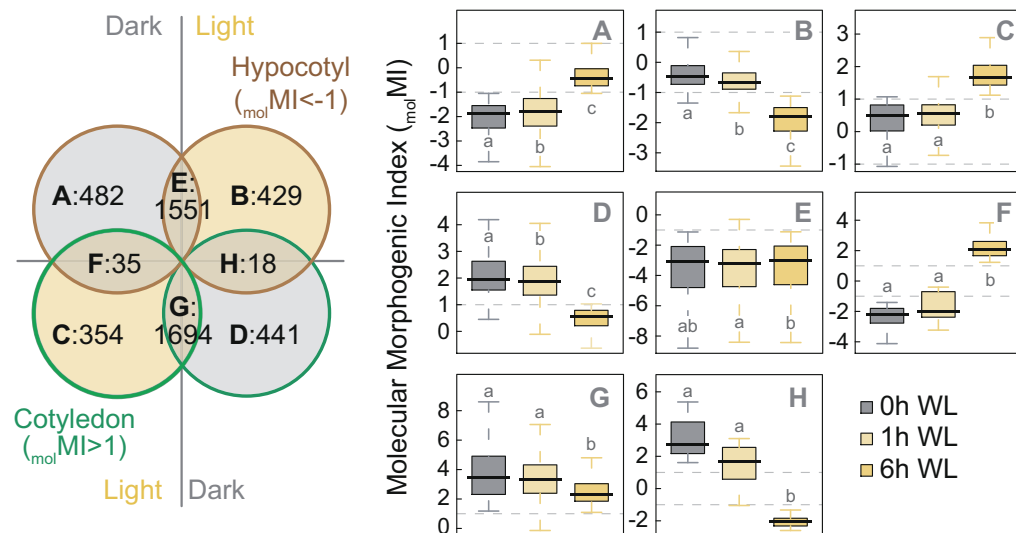 Dark Light
Hypocotyl
(molMI<-1)
A:482
E:
1551
B:429
F:35
H:18
C:354
G:
1694
D:441
Cotyledon
(molMI>1)
Light Dark
Molecular Morphogenic Index (molMI)
A
1
0
-1
-2
-3
-4
a
b
c
B
1
0
-1
-2
-3
a
b
c
C
3
2
1
0
-1
a
a
b
D
4
3
2
1
0
a
b
c
E
0
-2
-4
-6
-8
ab
a
b
F
4
2
1
0
-2
-4
a
a
b
G
8
6
4
2
0
a
a
b
H
6
4
2
0
-2
a
a
b
0h WL
1h WL
6h WL